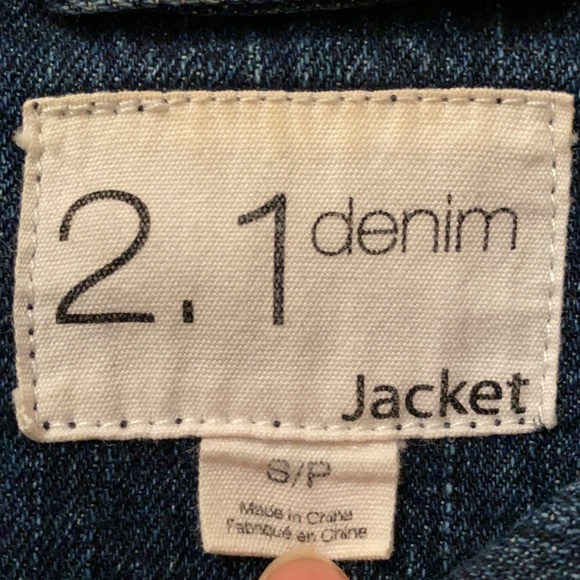 2.1 denim
Jacket
S/P
Made in China
Fabriqué en Chine